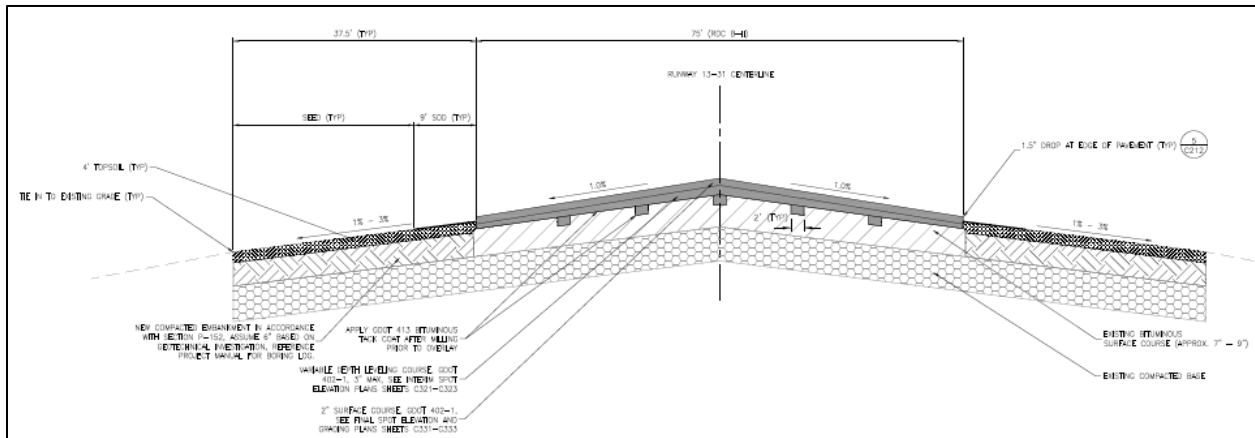 37.5' (TYP)
75' (RDC B-II)
RUNWAY 13-31 CENTERLINE
SEED (TYP)
9' SOD (TYP)
1.5" DROP AT EDGE OF PAVEMENT (TYP)
5
C212
4" TOPSOIL (TYP)
TIE IN TO EXISTING GRADE (TYP)
1% - 3%
1.0%
1.0%
2' (TYP)
1% - 3%
NEW COMPACTED EMBANKMENT IN ACCORDANCE
WITH SECTION P-152, ASSUME 6" BASED ON
GEOTECHNICAL INVESTIGATION, REFERENCE
PROJECT MANUAL FOR BORING LOG.
APPLY GDOT 413 BITUMINOUS
TACK COAT AFTER MILLING
PRIOR TO OVERLAY
VARIABLE DEPTH LEVELING COURSE, GDOT
402-1, 3" MAX, SEE INTERIM SPOT
ELEVATION PLANS SHEETS C321-C323
2" SURFACE COURSE, GDOT 402-1,
SEE FINAL SPOT ELEVATION AND
GRADING PLANS SHEETS C331-C333
EXISTING BITUMINOUS
SURFACE COURSE (APPROX. 7" - 9")
EXISTING COMPACTED BASE